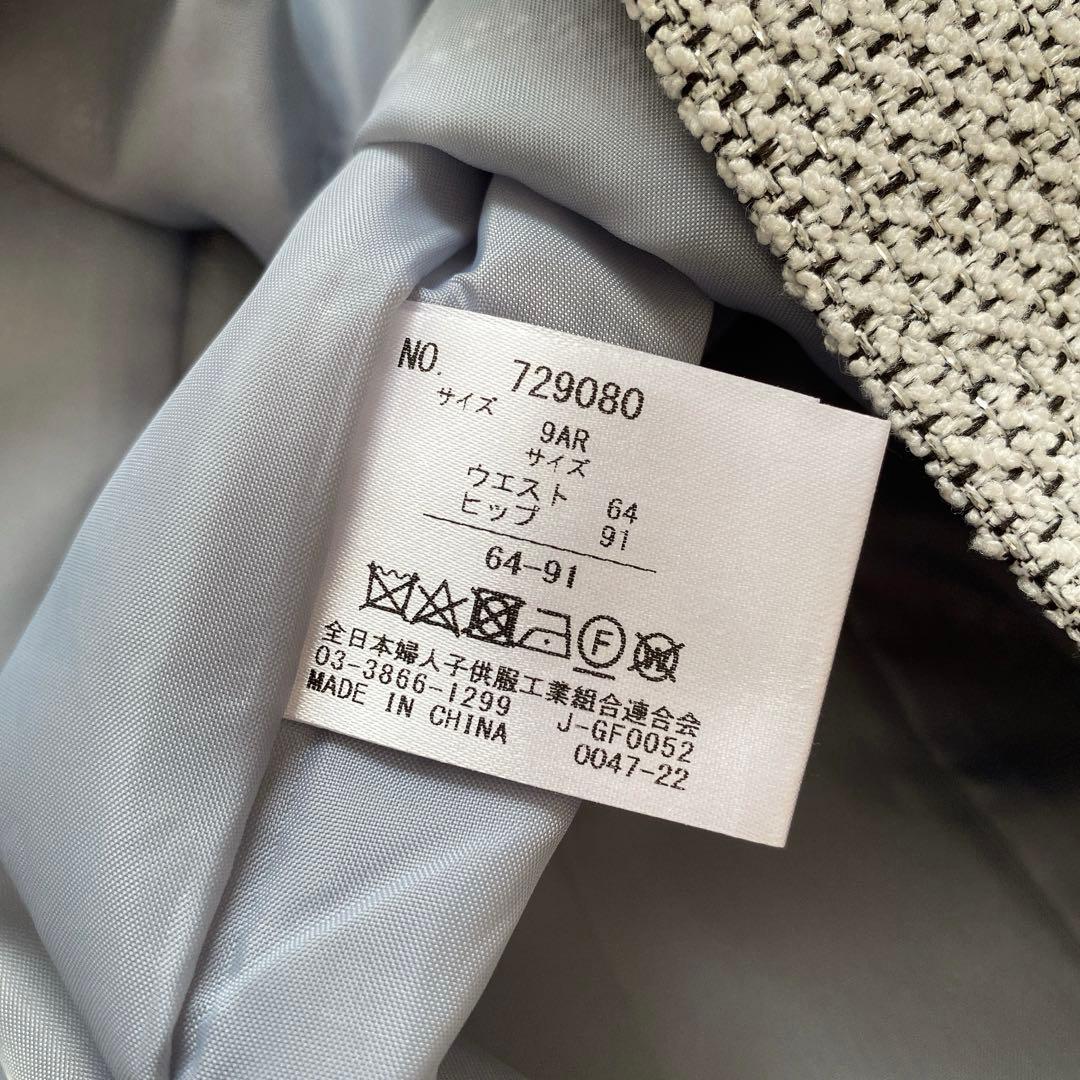 NO. 729080
サイズ
9AR
サイズ
ウエスト 64
ヒップ 91
64-91
F
W
全日本婦人子供服工業組合連合会
03-3866-1299 J-GF0052
MADE IN CHINA 0047-22